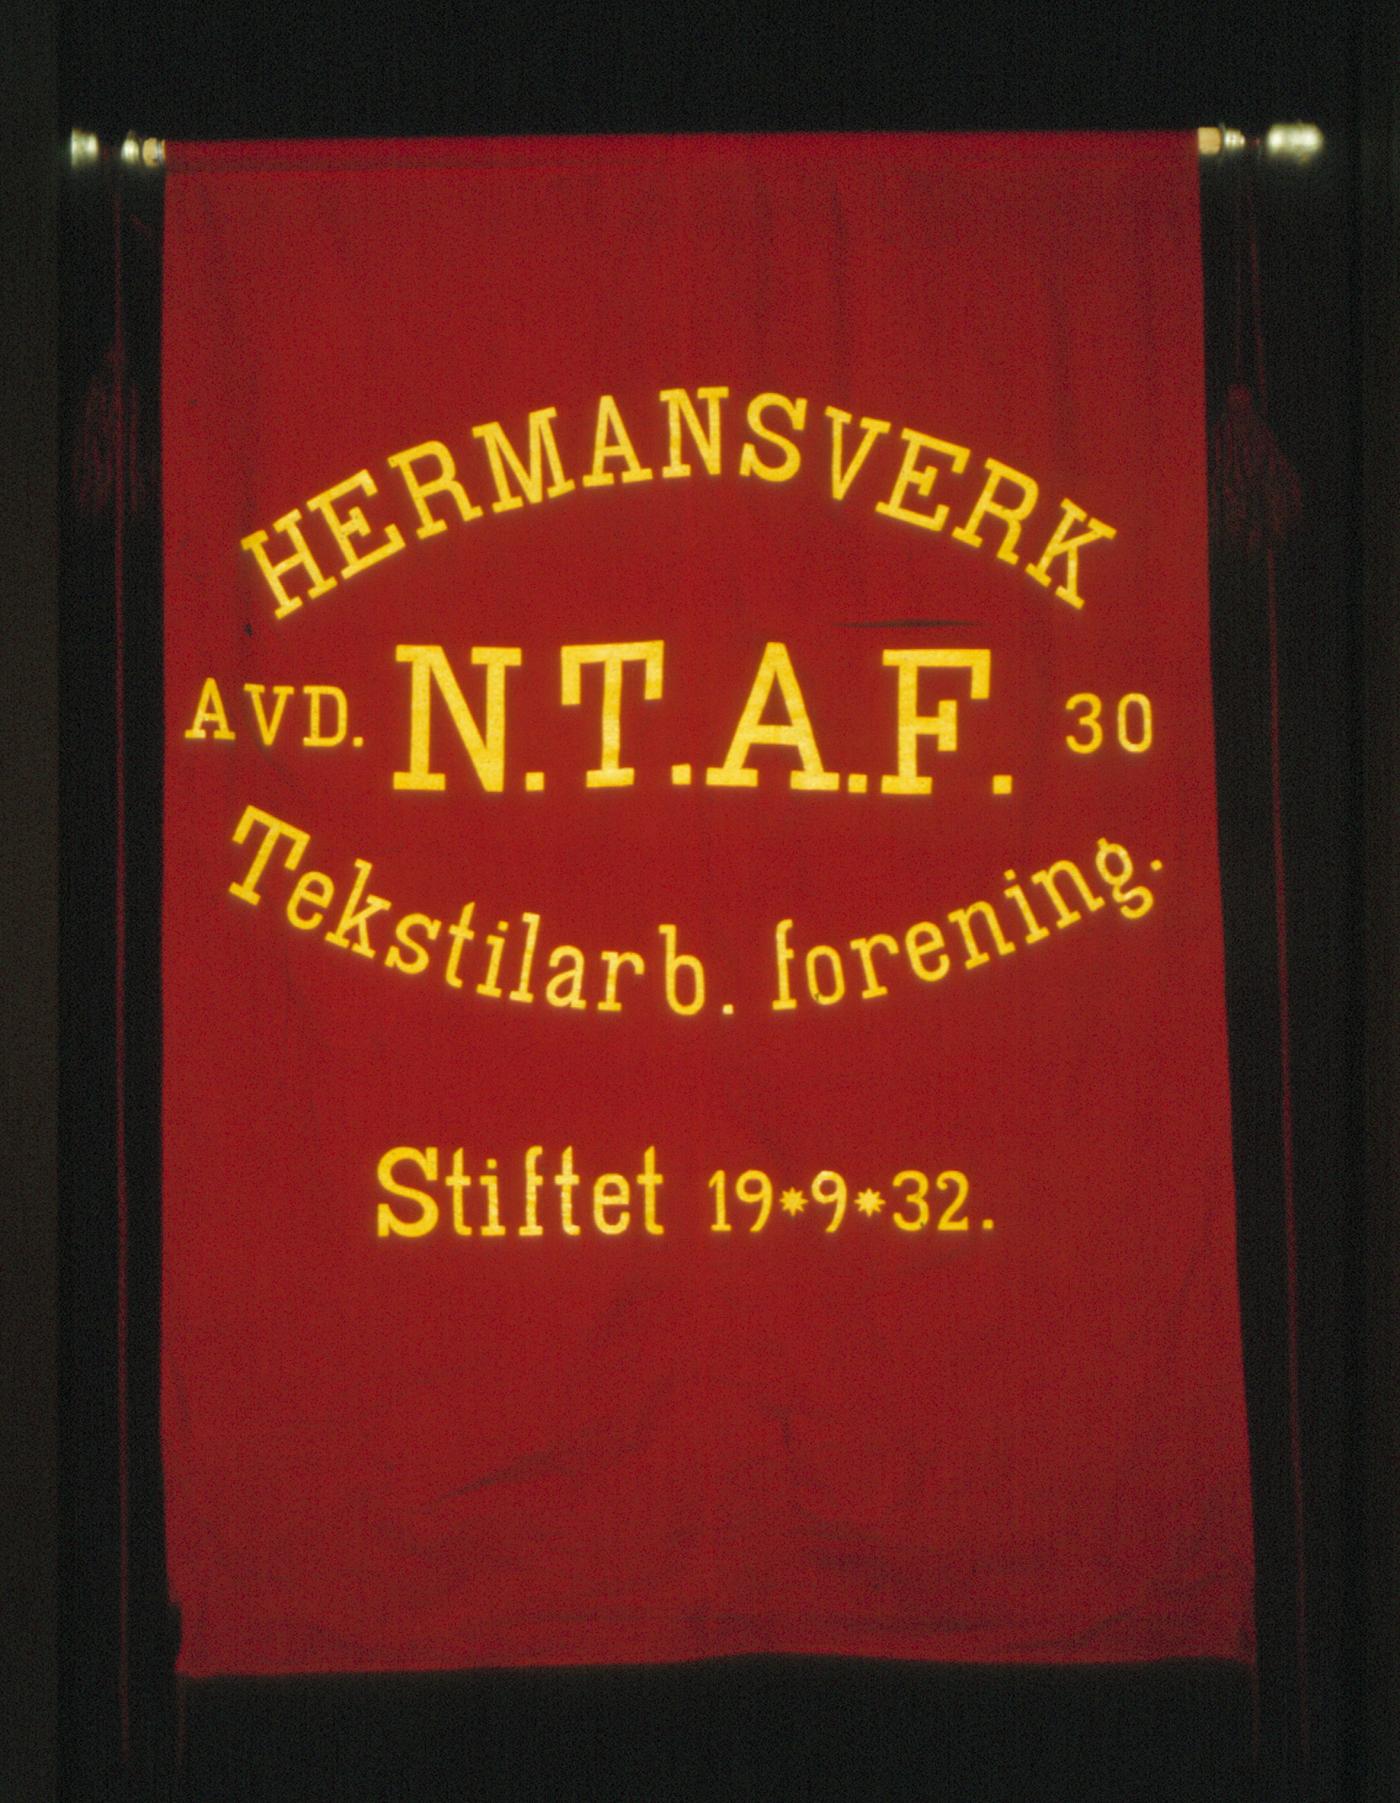 HERMANSVERK
AVD. N.T.A.F. 30
Tekstilarb. forening.
Stiftet 19*9*32.